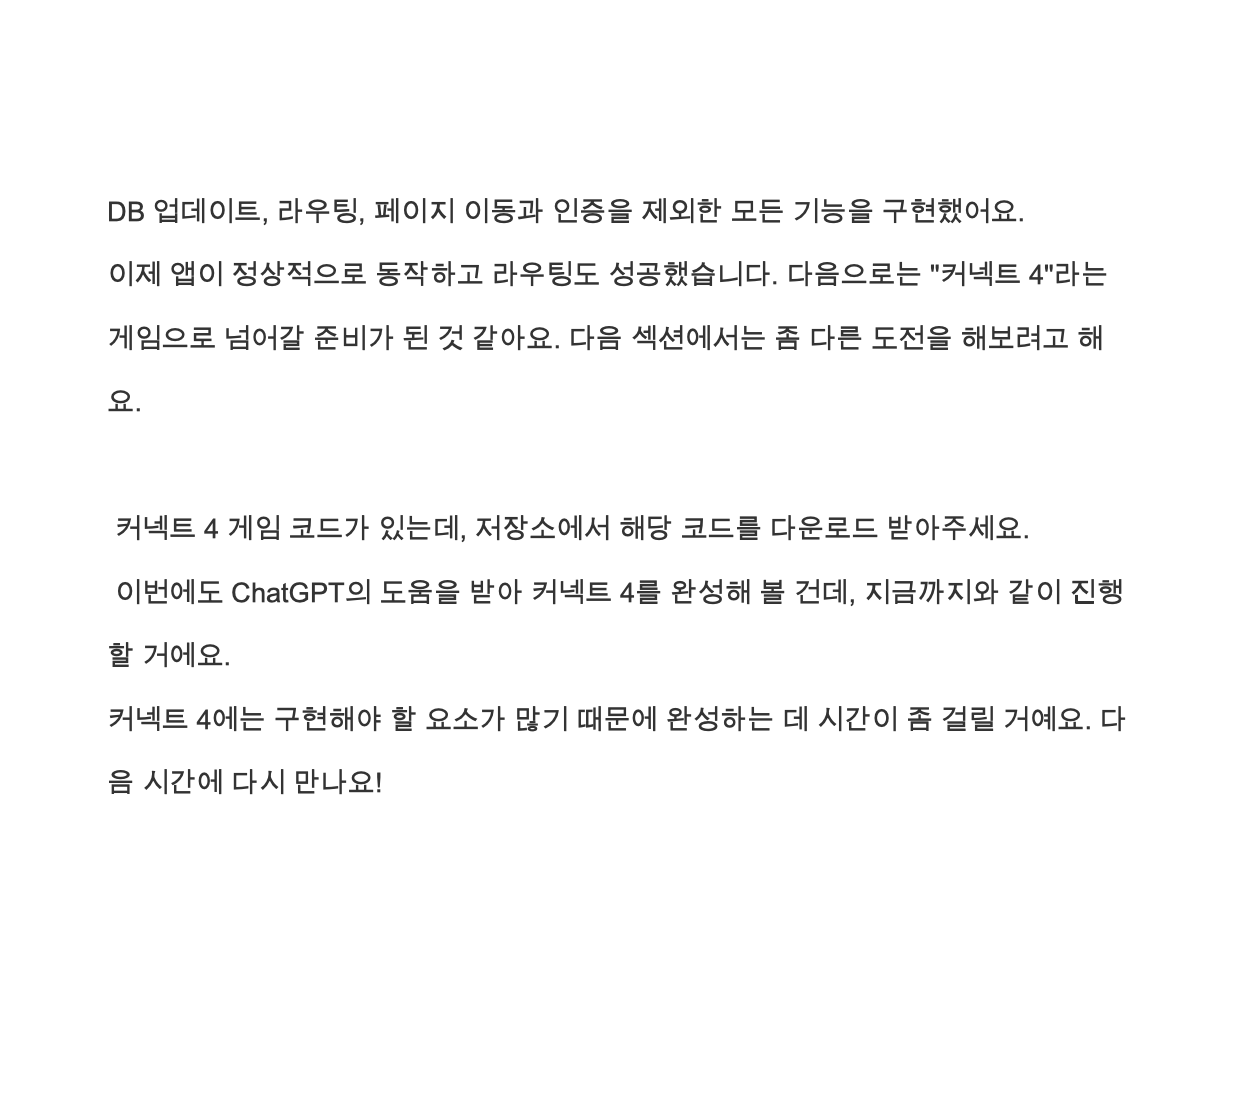 DB 업데이트, 라우팅, 페이지 이동과 인증을 제외한 모든 기능을 구현했어요.
이제 앱이 정상적으로 동작하고 라우팅도 성공했습니다. 다음으로는 "커넥트 4"라는
게임으로 넘어갈 준비가 된 것 같아요. 다음 섹션에서는 좀 다른 도전을 해보려고 해
요.
커넥트 4 게임 코드가 있는데, 저장소에서 해당 코드를 다운로드 받아주세요.
이번에도 ChatGPT의 도움을 받아 커넥트 4를 완성해 볼 건데, 지금까지와 같이 진행
할 거에요.
커넥트 4에는 구현해야 할 요소가 많기 때문에 완성하는 데 시간이 좀 걸릴 거예요. 다
음 시간에 다시 만나요!